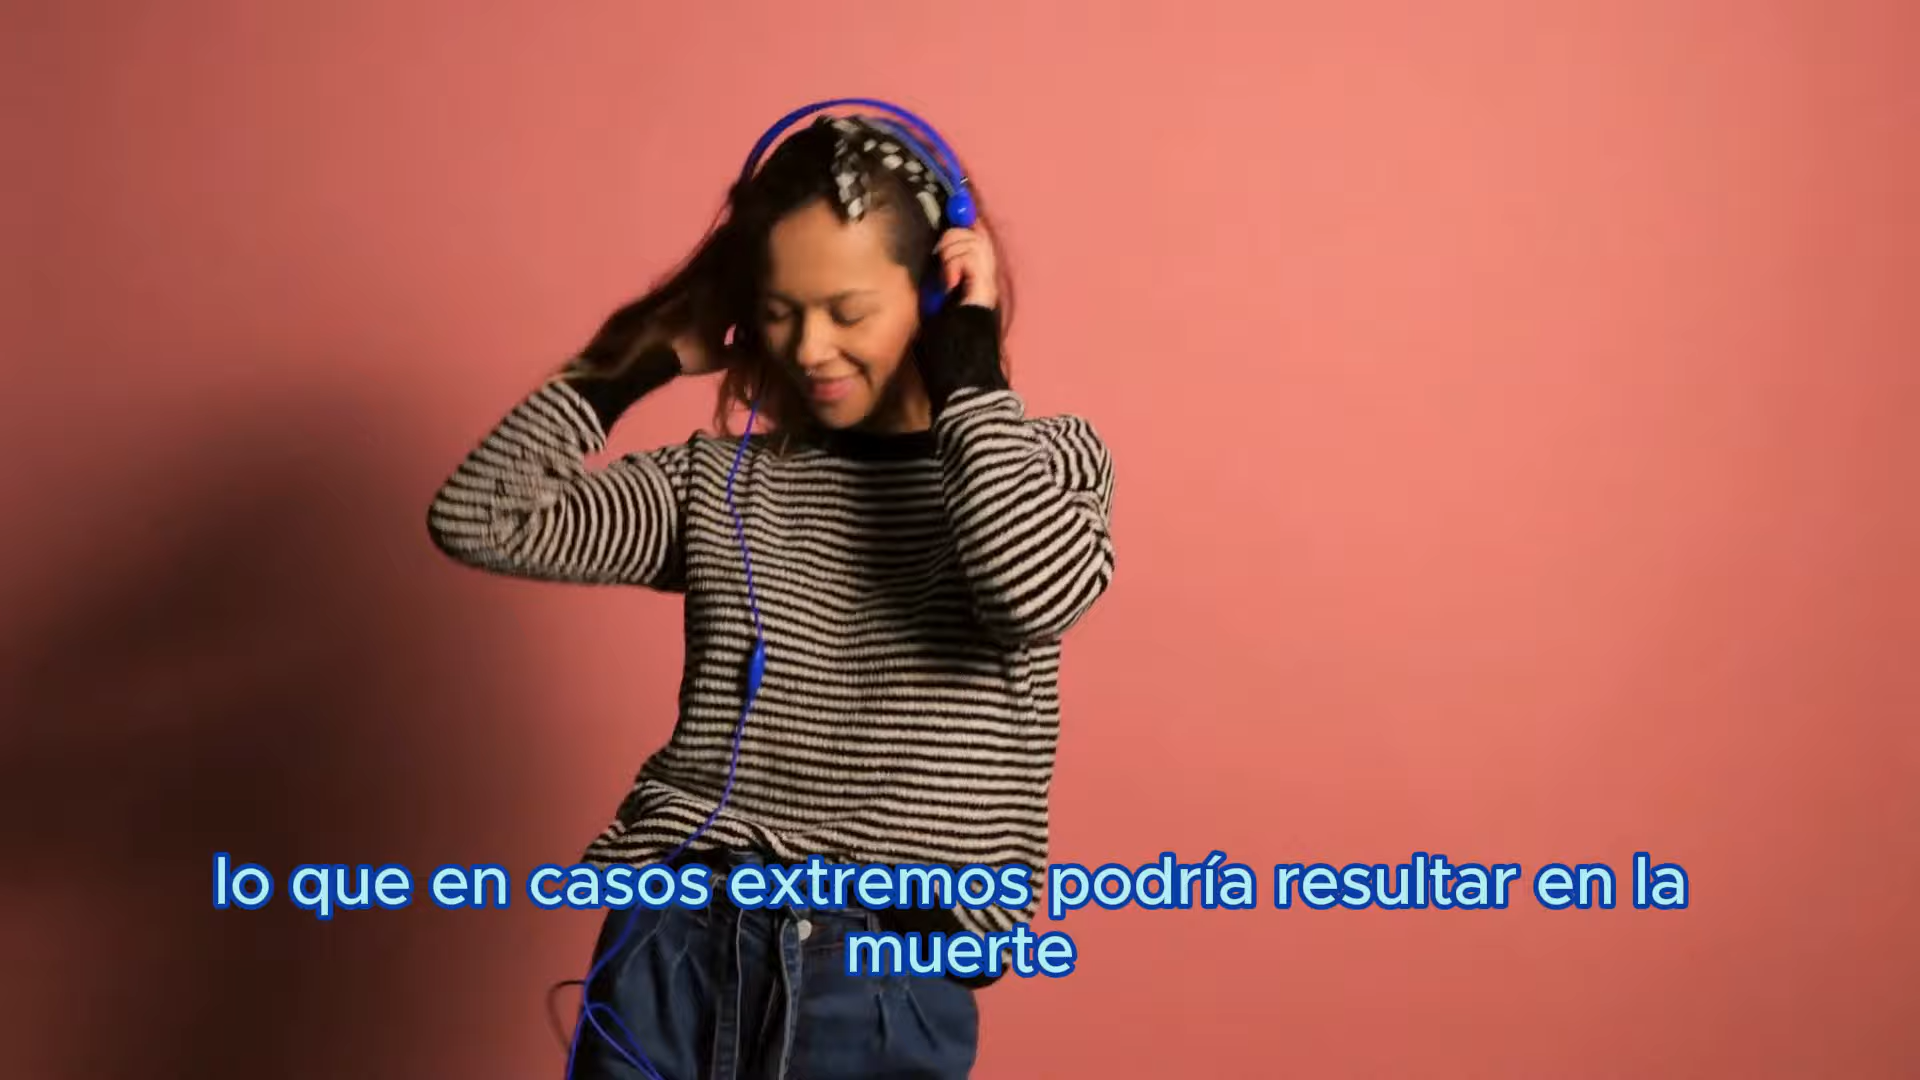 lo que en casos extremos podría resultar en la
muerte